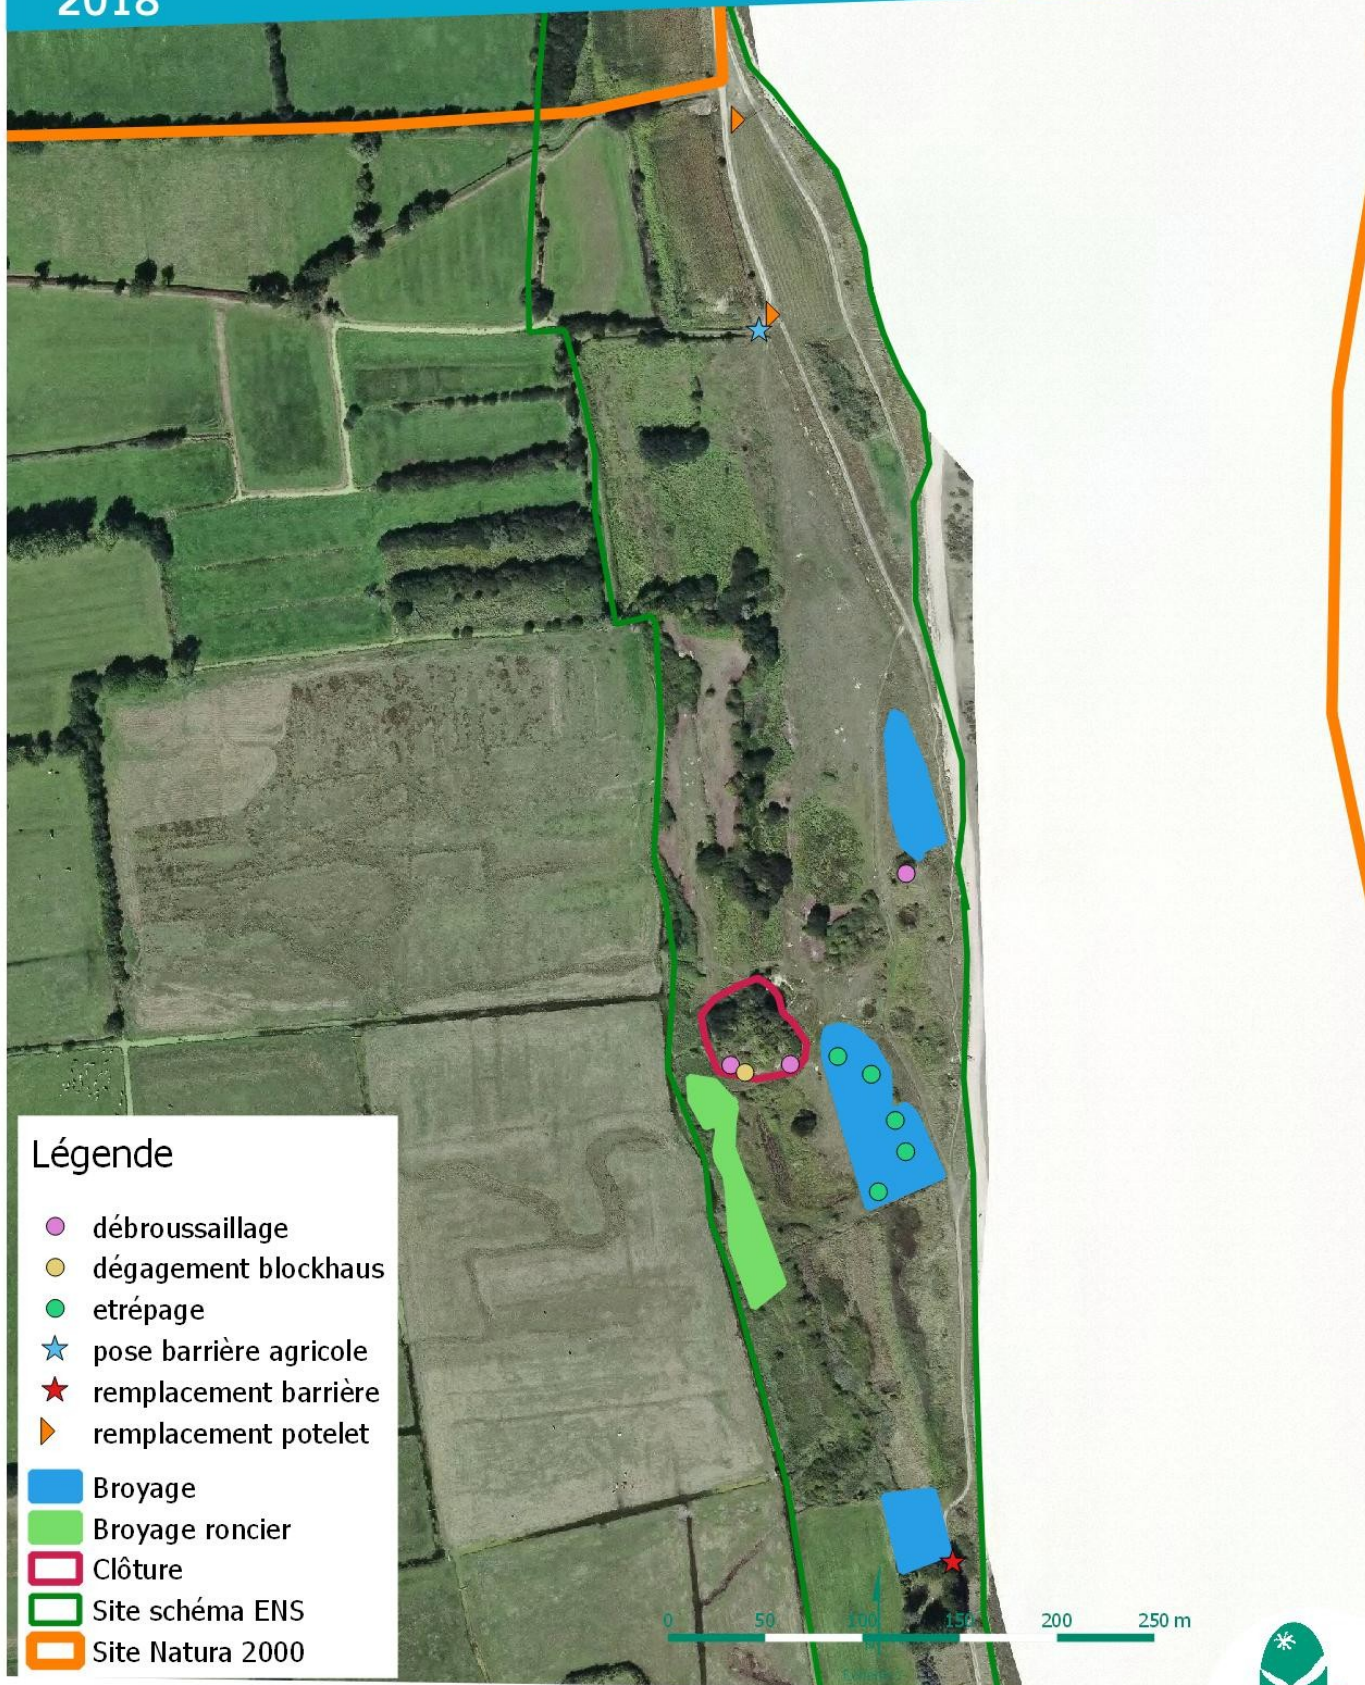 2018
Légende
débroussaillage
dégagement blockhaus
etrépage
pose barrière agricole
remplacement barrière
remplacement potelet
Broyage
Broyage roncier
Clôture
Site schéma ENS
Site Natura 2000
0 50 100 150 200 250 m